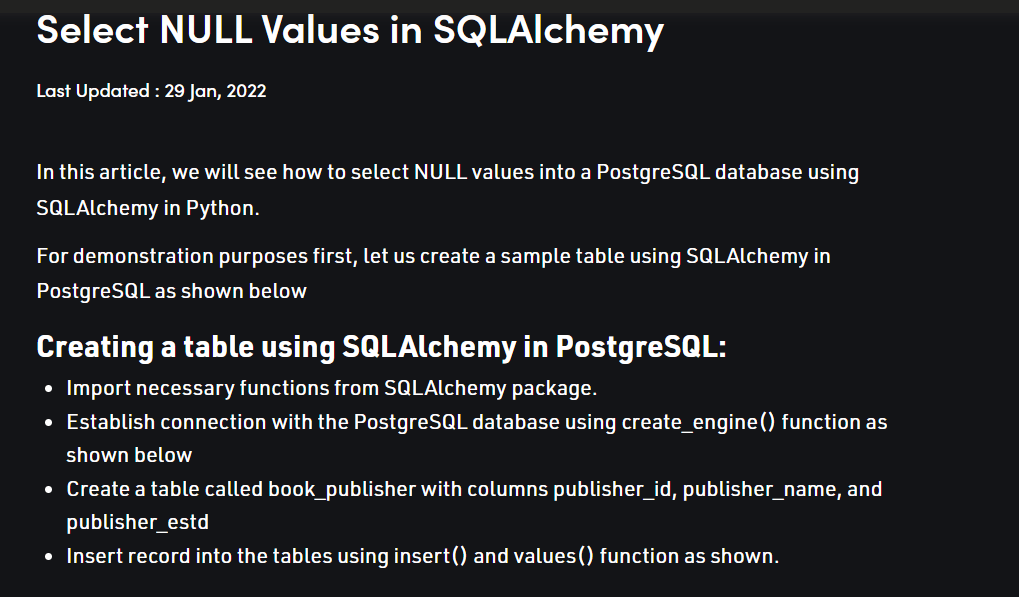 Select NULL Values in SQLAlchemy
Last Updated : 29 Jan, 2022
In this article, we will see how to select NULL values into a PostgreSQL database using
SQLAlchemy in Python.
For demonstration purposes first, let us create a sample table using SQLAlchemy in
PostgreSQL as shown below
Creating a table using SQLAlchemy in PostgreSQL:
• Import necessary functions from SQLAlchemy package.
• Establish connection with the PostgreSQL database using create_engine() function as
shown below
• Create a table called book_publisher with columns publisher_id, publisher_name, and
publisher_estd
• Insert record into the tables using insert() and values() function as shown.